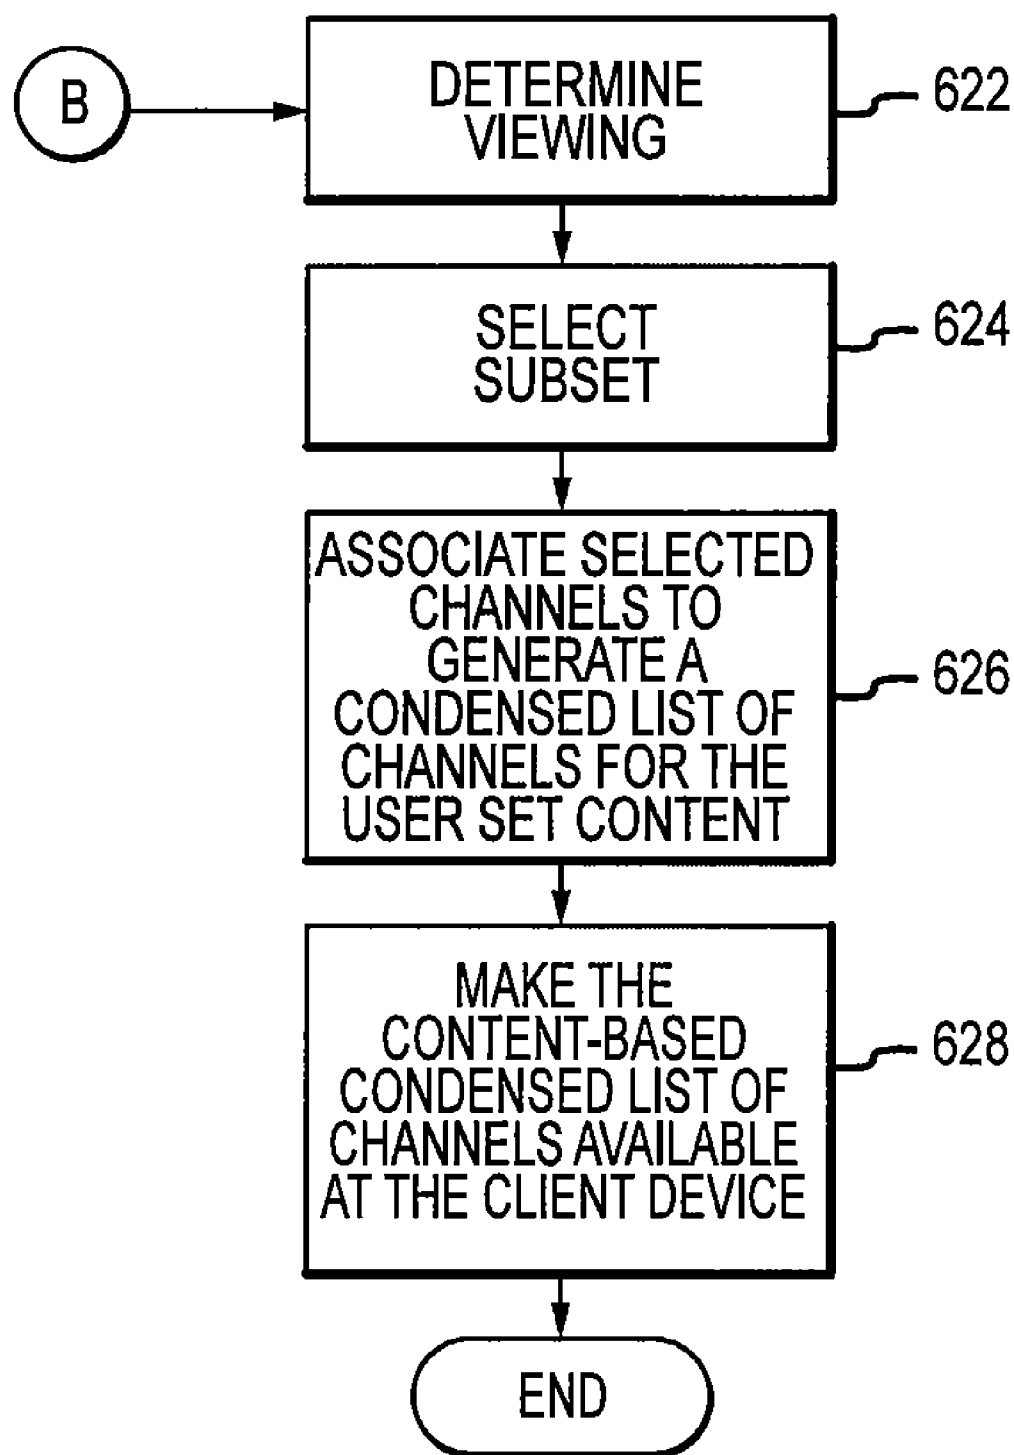 B
DETERMINE
VIEWING
622
SELECT
SUBSET
624
ASSOCIATE SELECTED
CHANNELS TO
GENERATE A
CONDENSED LIST OF
CHANNELS FOR THE
USER SET CONTENT
626
MAKE THE
CONTENT-BASED
CONDENSED LIST OF
CHANNELS AVAILABLE
AT THE CLIENT DEVICE
628
END